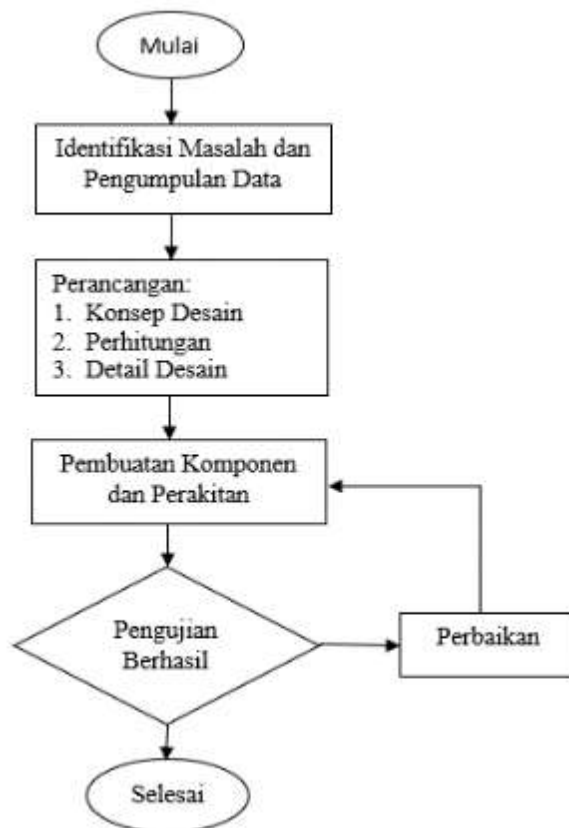 Mulai
Identifikasi Masalah dan
Pengumpulan Data
Perancangan:
1. Konsep Desain
2. Perhitungan
3. Detail Desain
Pembuatan Komponen
dan Perakitan
Pengujian
Berhasil
Perbaikan
Selesai